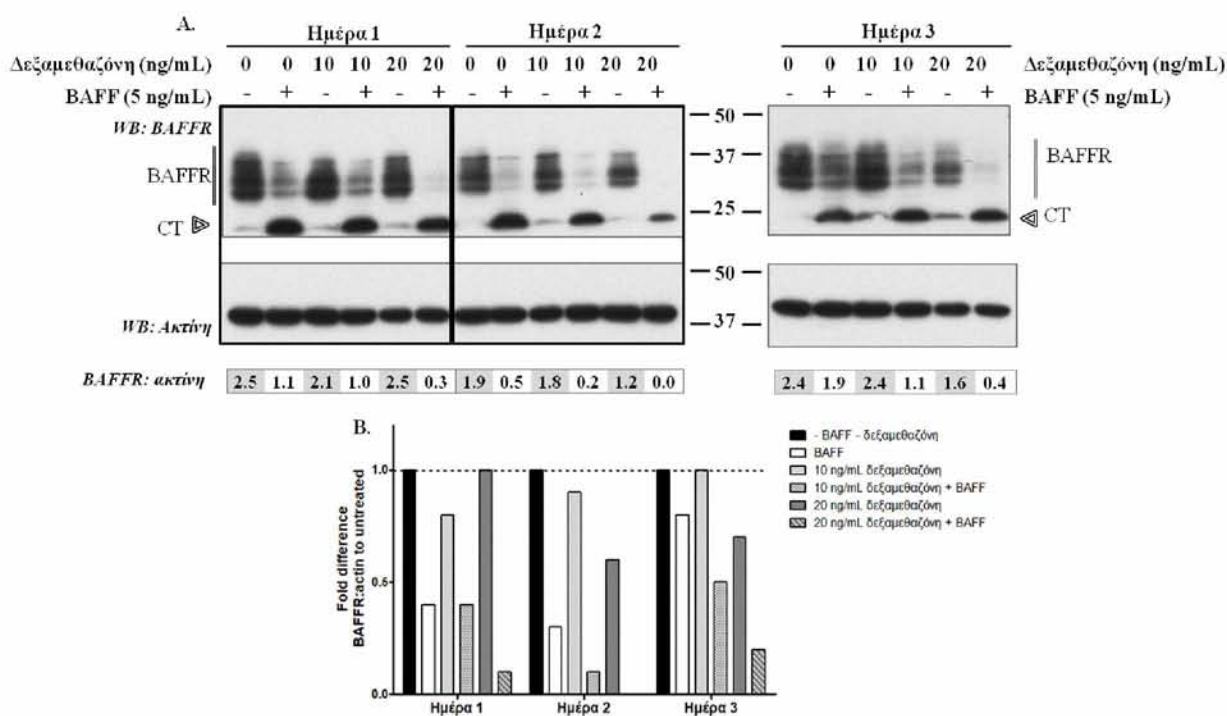 A.
Ημέρα 1 Ημέρα 2 Ημέρα 3
Δεξαμεθαζόνη (ng/mL) 0 0 10 10 20 20 0 0 10 10 20 20 0 0 10 10 20 20 Δεξαμεθαζόνη (ng/mL)
BAFF (5 ng/mL) - + - + - + - + - + - + - + - + - + BAFF (5 ng/mL)
WB: BAFFR
50
37
BAFFR BAFFR
25
CT CT
50
WB: Ακτίνη
37
BAFFR: ακτίνη 2.5 1.1 2.1 1.0 2.5 0.3 1.9 0.5 1.8 0.2 1.2 0.0 2.4 1.9 2.4 1.1 1.6 0.4
B.
Fold difference
BAFFR:actin to untreated
1.0
0.5
0.0
Ημέρα 1 Ημέρα 2 Ημέρα 3
- BAFF - δεξαμεθαζόνη
BAFF
10 ng/mL δεξαμεθαζόνη
10 ng/mL δεξαμεθαζόνη + BAFF
20 ng/mL δεξαμεθαζόνη
20 ng/mL δεξαμεθαζόνη + BAFF